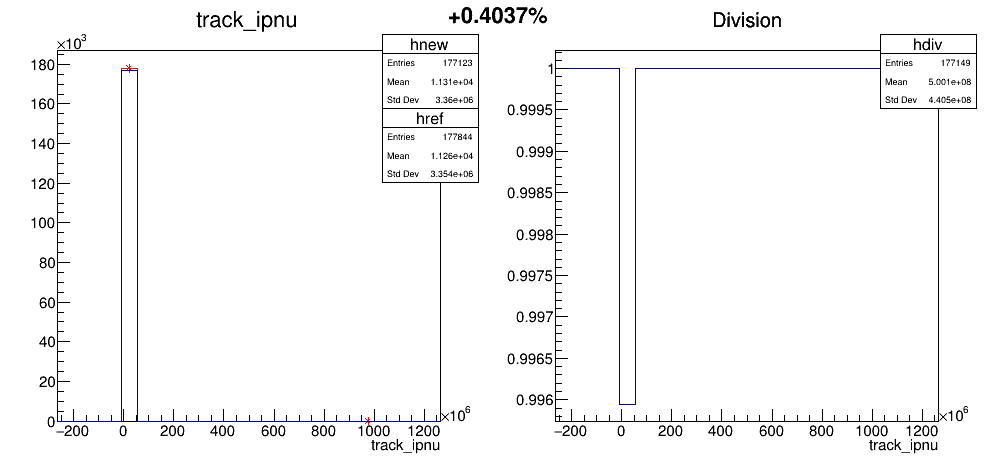 +0.4037%
track_ipnu
×10³
hnew
Entries 177123
Mean 1.131e+04
Std Dev 3.36e+06
href
Entries 177844
Mean 1.126e+04
Std Dev 3.354e+06
180
160
140
120
100
80
60
40
20
0
−200 0 200 400 600 800 1000 1200
×10⁶
track_ipnu
Division
hdiv
Entries 177149
Mean 5.001e+08
Std Dev 4.405e+08
1
0.9995
0.999
0.9985
0.998
0.9975
0.997
0.9965
0.996
−200 0 200 400 600 800 1000 1200
×10⁶
track_ipnu